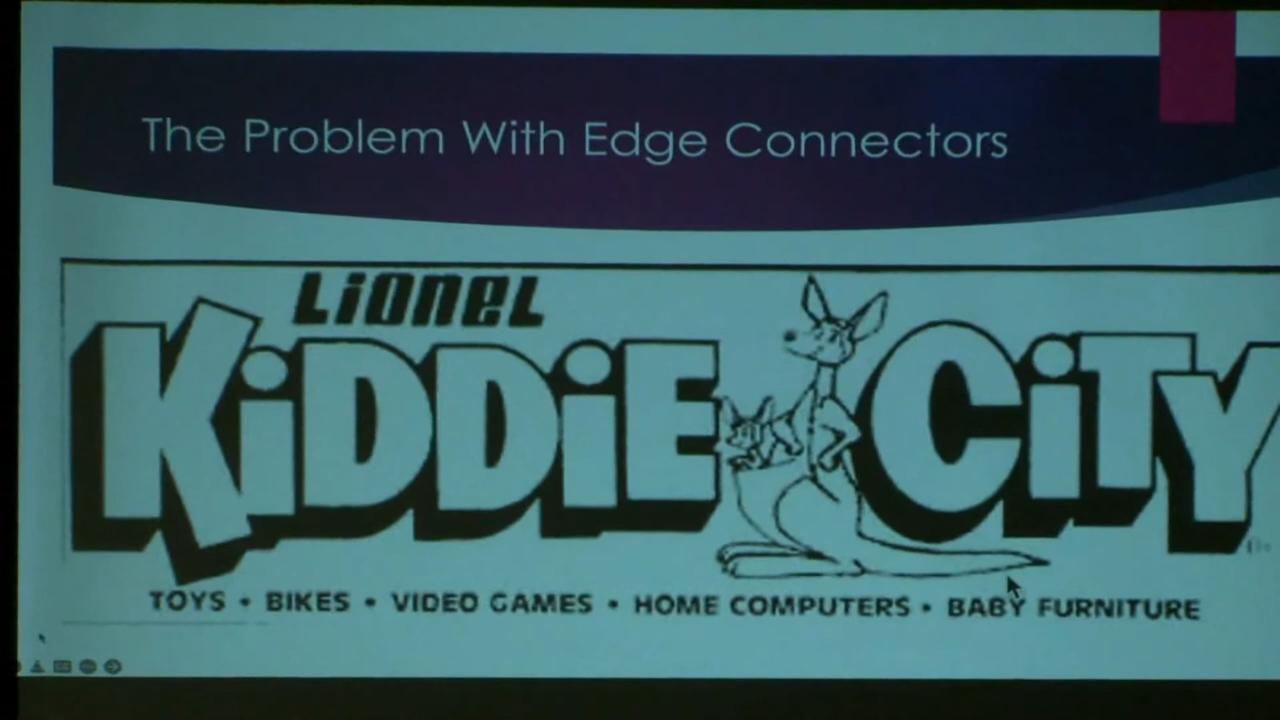 The Problem With Edge Connectors
LiONEL
KiDDiE CiTY
TOYS • BIKES • VIDEO GAMES • HOME COMPUTERS • BABY FURNITURE